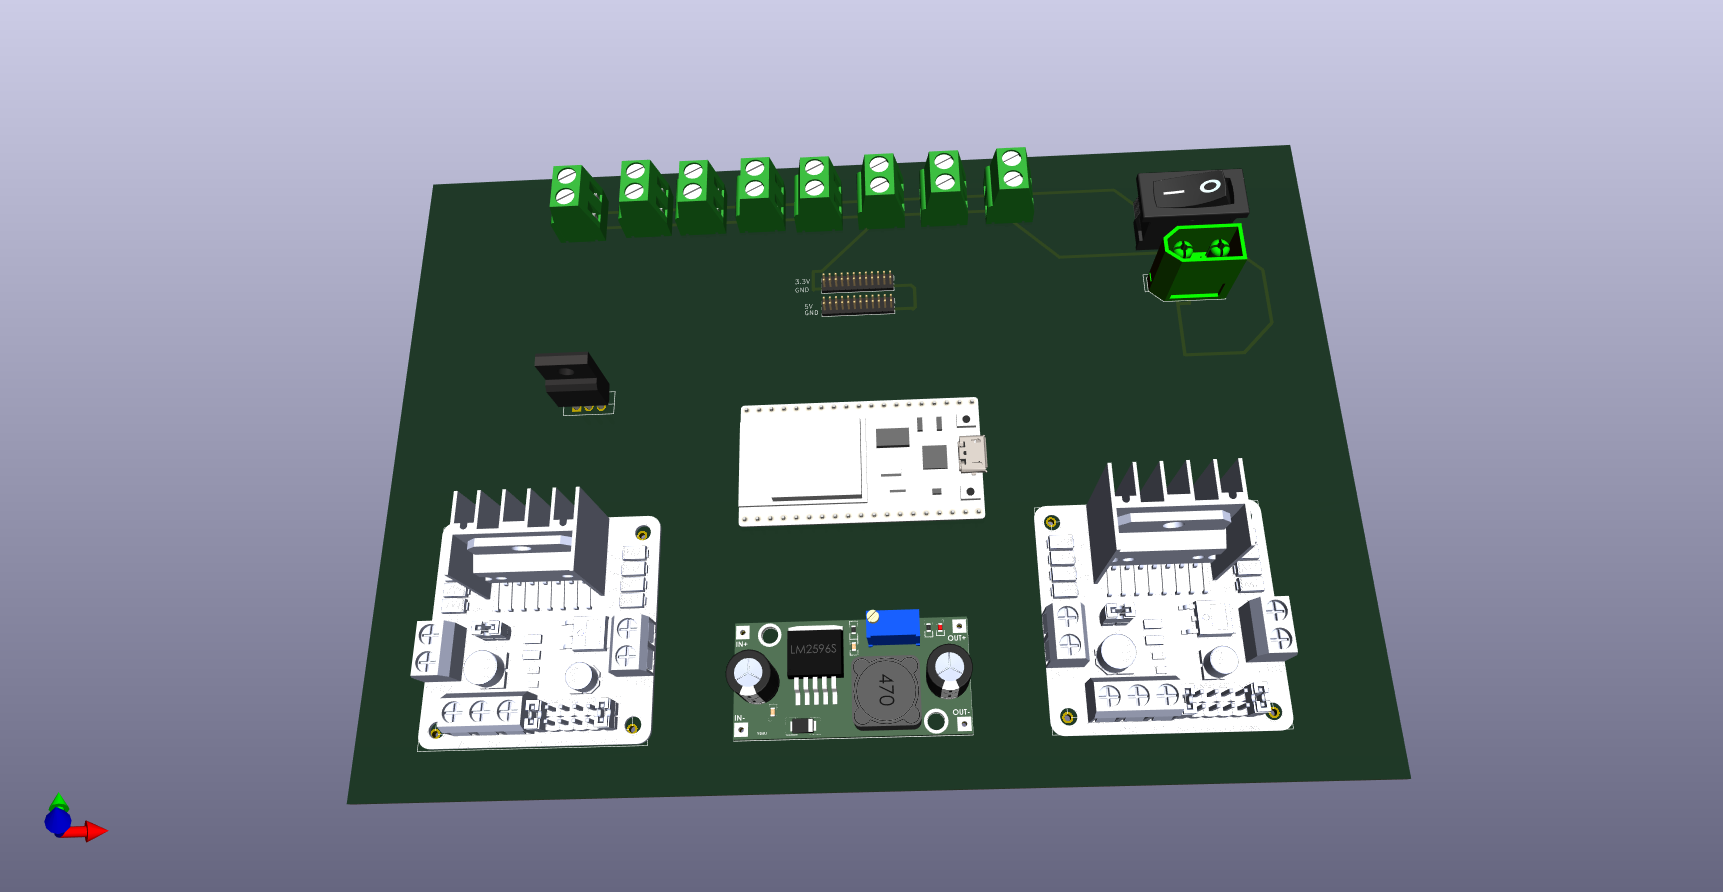 3.3V
GND
5V
GND
IN+
LM2596S
OUT+
470
IN-
OUT-